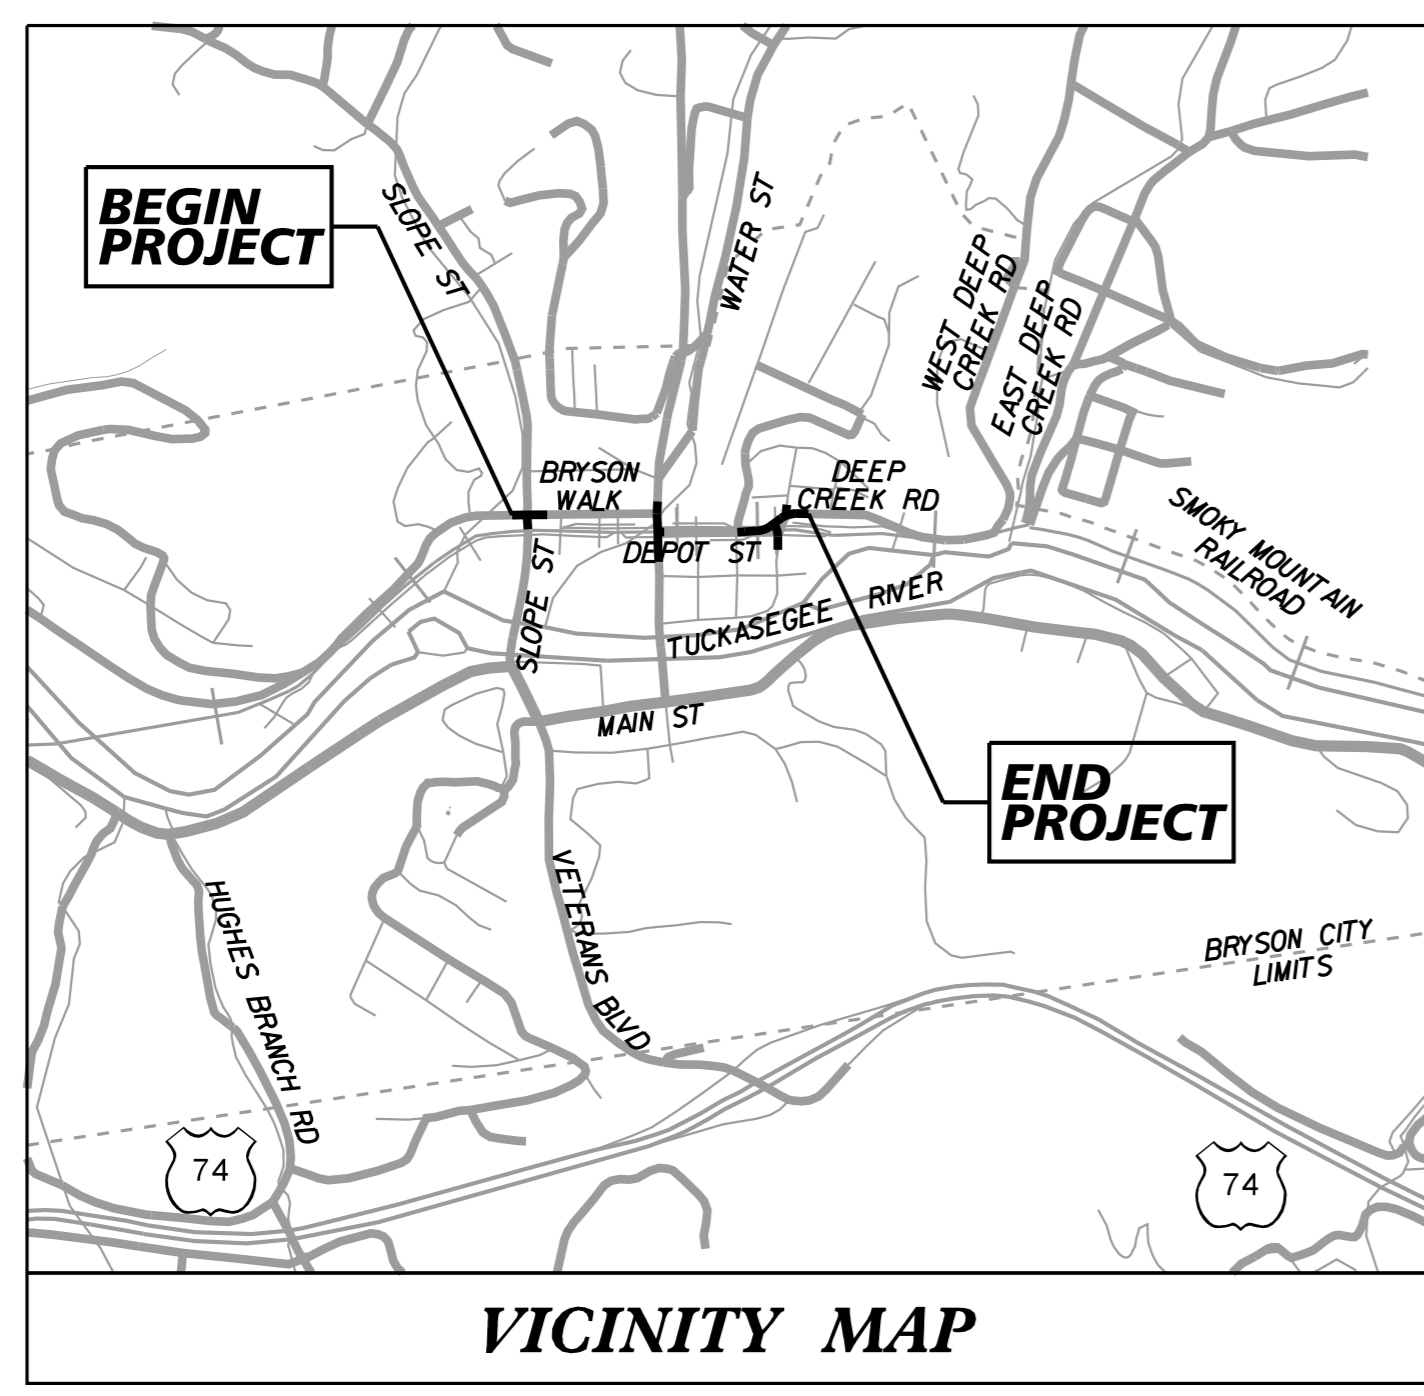 BEGIN
PROJECT
SLOPE ST
WATER ST
WEST DEEP
CREEK RD
EAST DEEP
CREEK RD
BRYSON
WALK
DEEP
CREEK RD
DEPOT ST
SMOKY MOUNTAIN
RAILROAD
SLOPE ST
TUCKASEGEE RIVER
MAIN ST
END
PROJECT
VETERANS BLVD
HUGHES BRANCH RD
BRYSON CITY
LIMITS
74
74
VICINITY MAP